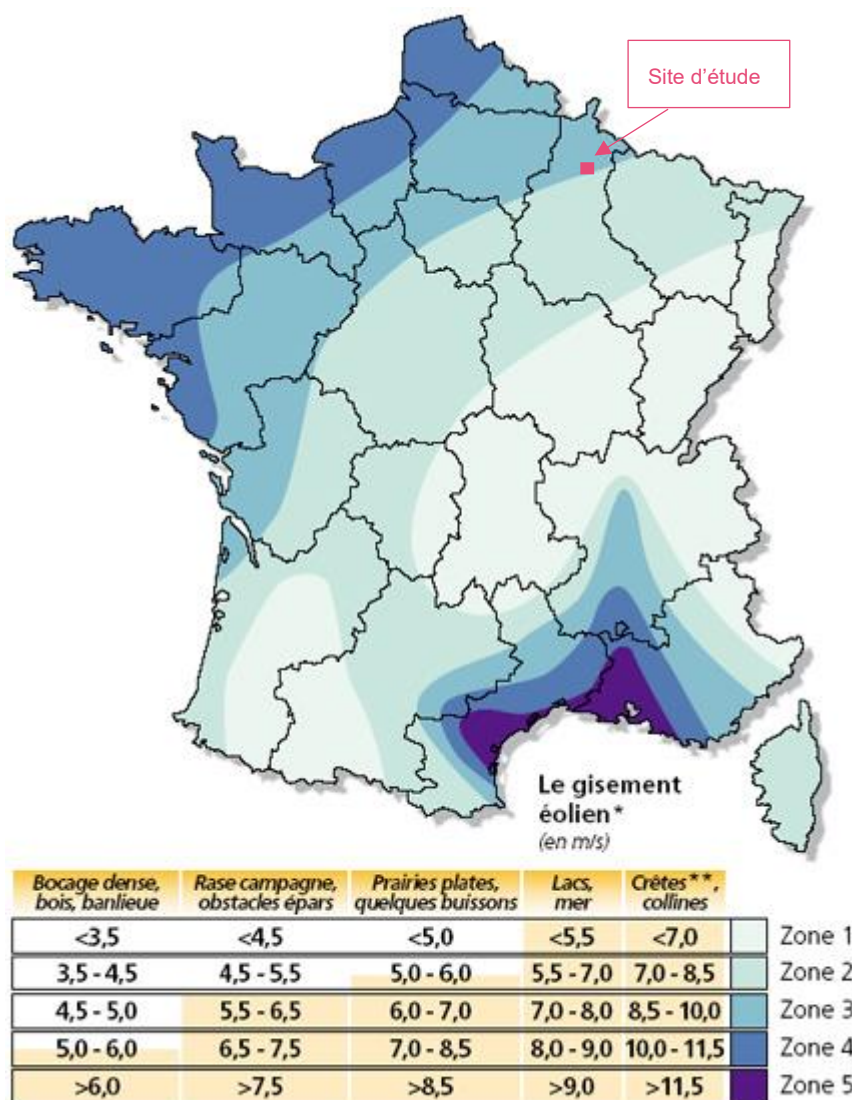 Site d'étude
Le gisement
éolien*
(en m/s)
Bocage dense, bois, banlieue | Rase campagne, obstacles épars | Prairies plates, quelques buissons | Lacs, mer | Crêtes**, collines
<3,5 | <4,5 | <5,0 | <5,5 | <7,0 | Zone 1
3,5 - 4,5 | 4,5 - 5,5 | 5,0 - 6,0 | 5,5 - 7,0 | 7,0 - 8,5 | Zone 2
4,5 - 5,0 | 5,5 - 6,5 | 6,0 - 7,0 | 7,0 - 8,0 | 8,5 - 10,0 | Zone 3
5,0 - 6,0 | 6,5 - 7,5 | 7,0 - 8,5 | 8,0 - 9,0 | 10,0 - 11,5 | Zone 4
>6,0 | >7,5 | >8,5 | >9,0 | >11,5 | Zone 5